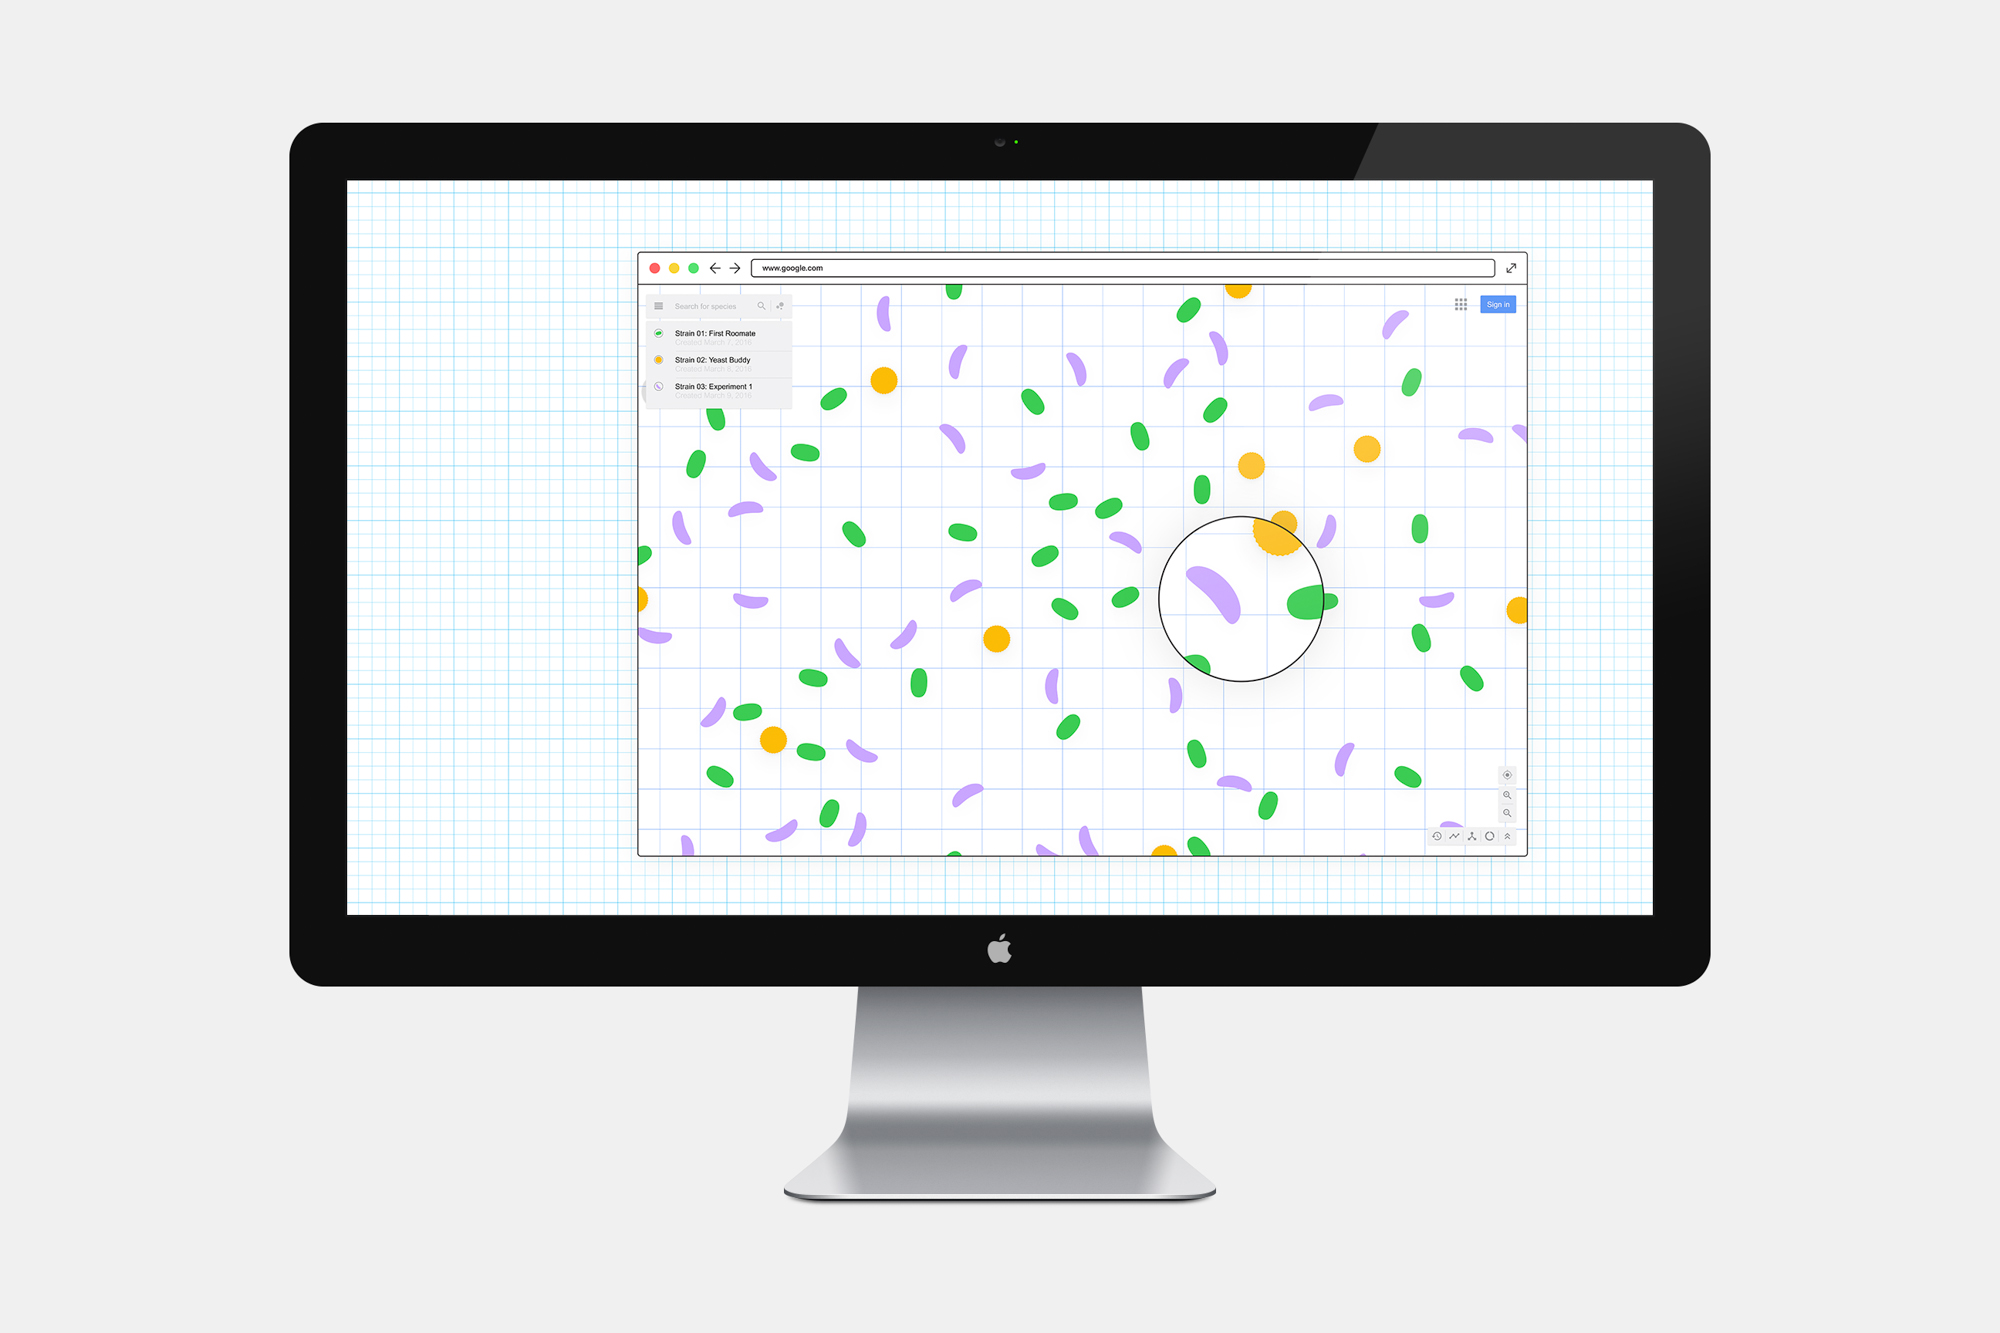 www.google.com
Search for species
Sign in
Strain 01: First Roomate
Created March 7, 2016
Strain 02: Yeast Buddy
Created March 8, 2016
Strain 03: Experiment 1
Created March 9, 2016